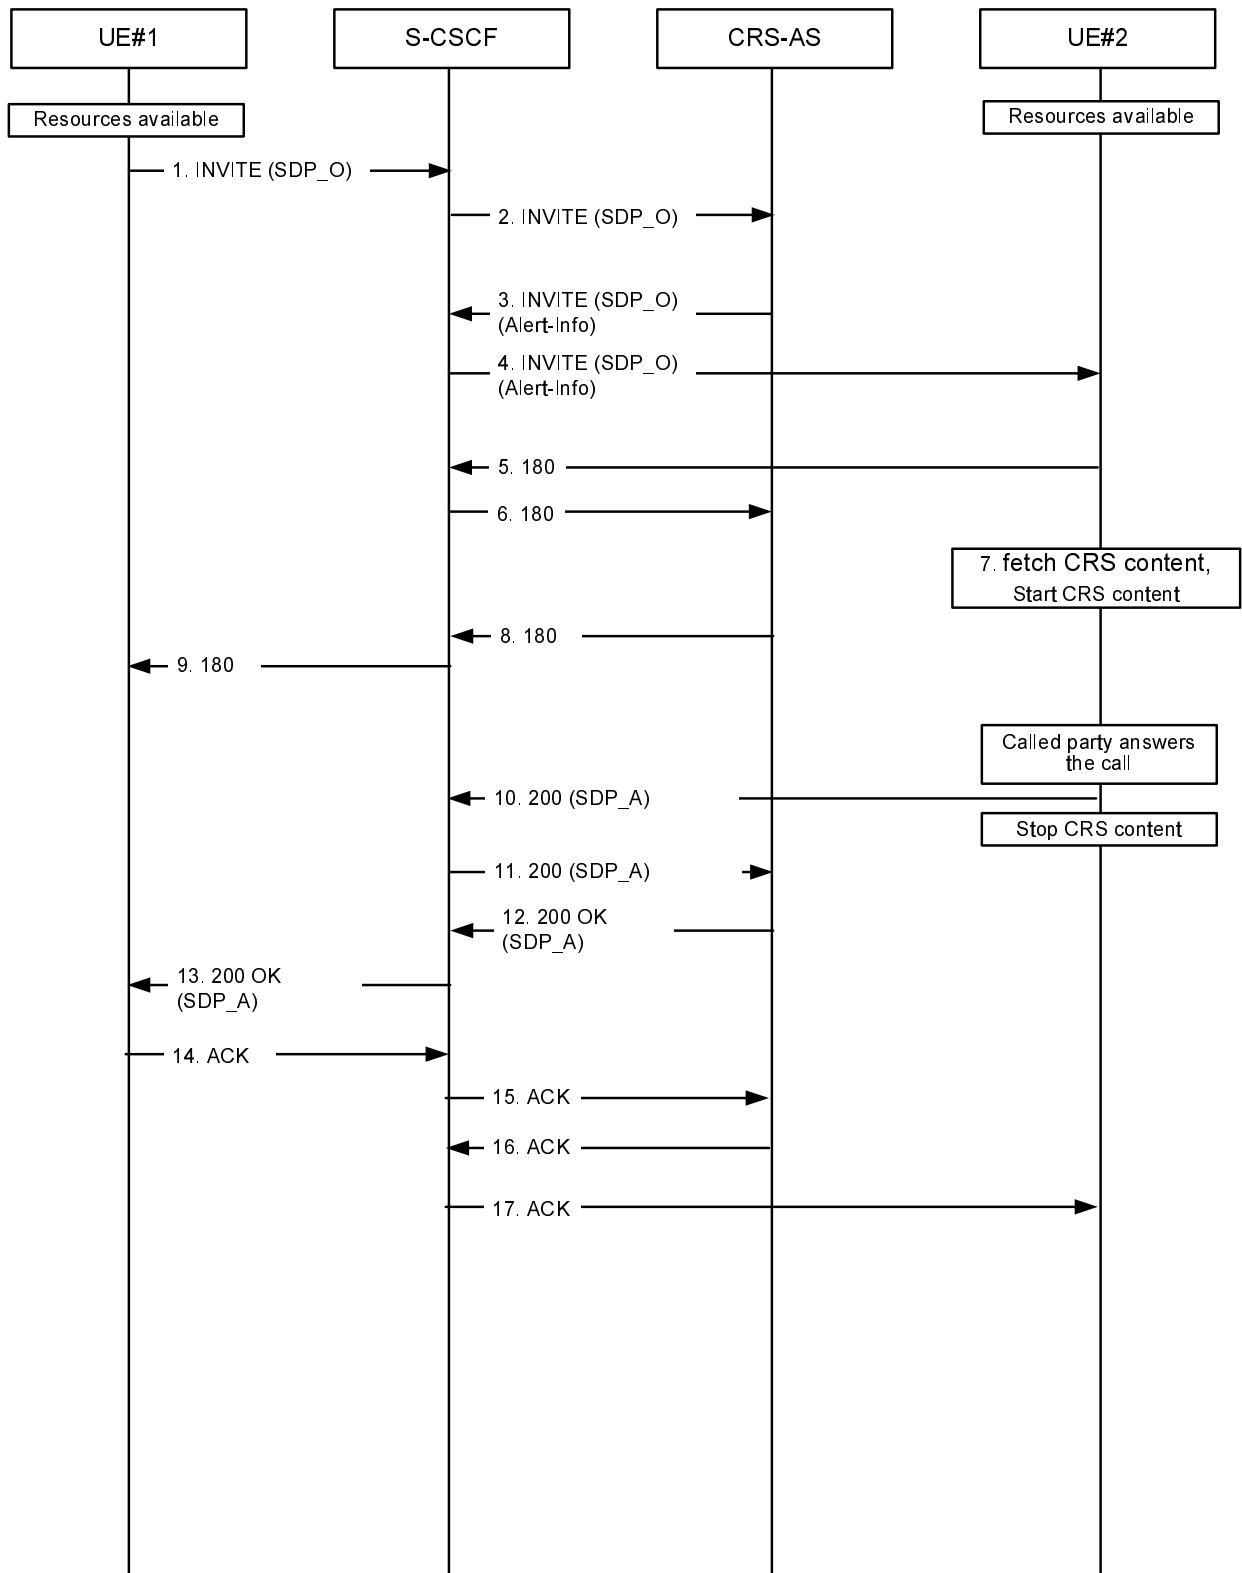 UE#1
S-CSCF
CRS-AS
UE#2
Resources available
Resources available
1. INVITE (SDP_O)
2. INVITE (SDP_O)
3. INVITE (SDP_O)
(Alert-Info)
4. INVITE (SDP_O)
(Alert-Info)
5. 180
6. 180
7. fetch CRS content,
Start CRS content
8. 180
9. 180
Called party answers
the call
10. 200 (SDP_A)
Stop CRS content
11. 200 (SDP_A)
12. 200 OK
(SDP_A)
13. 200 OK
(SDP_A)
14. ACK
15. ACK
16. ACK
17. ACK